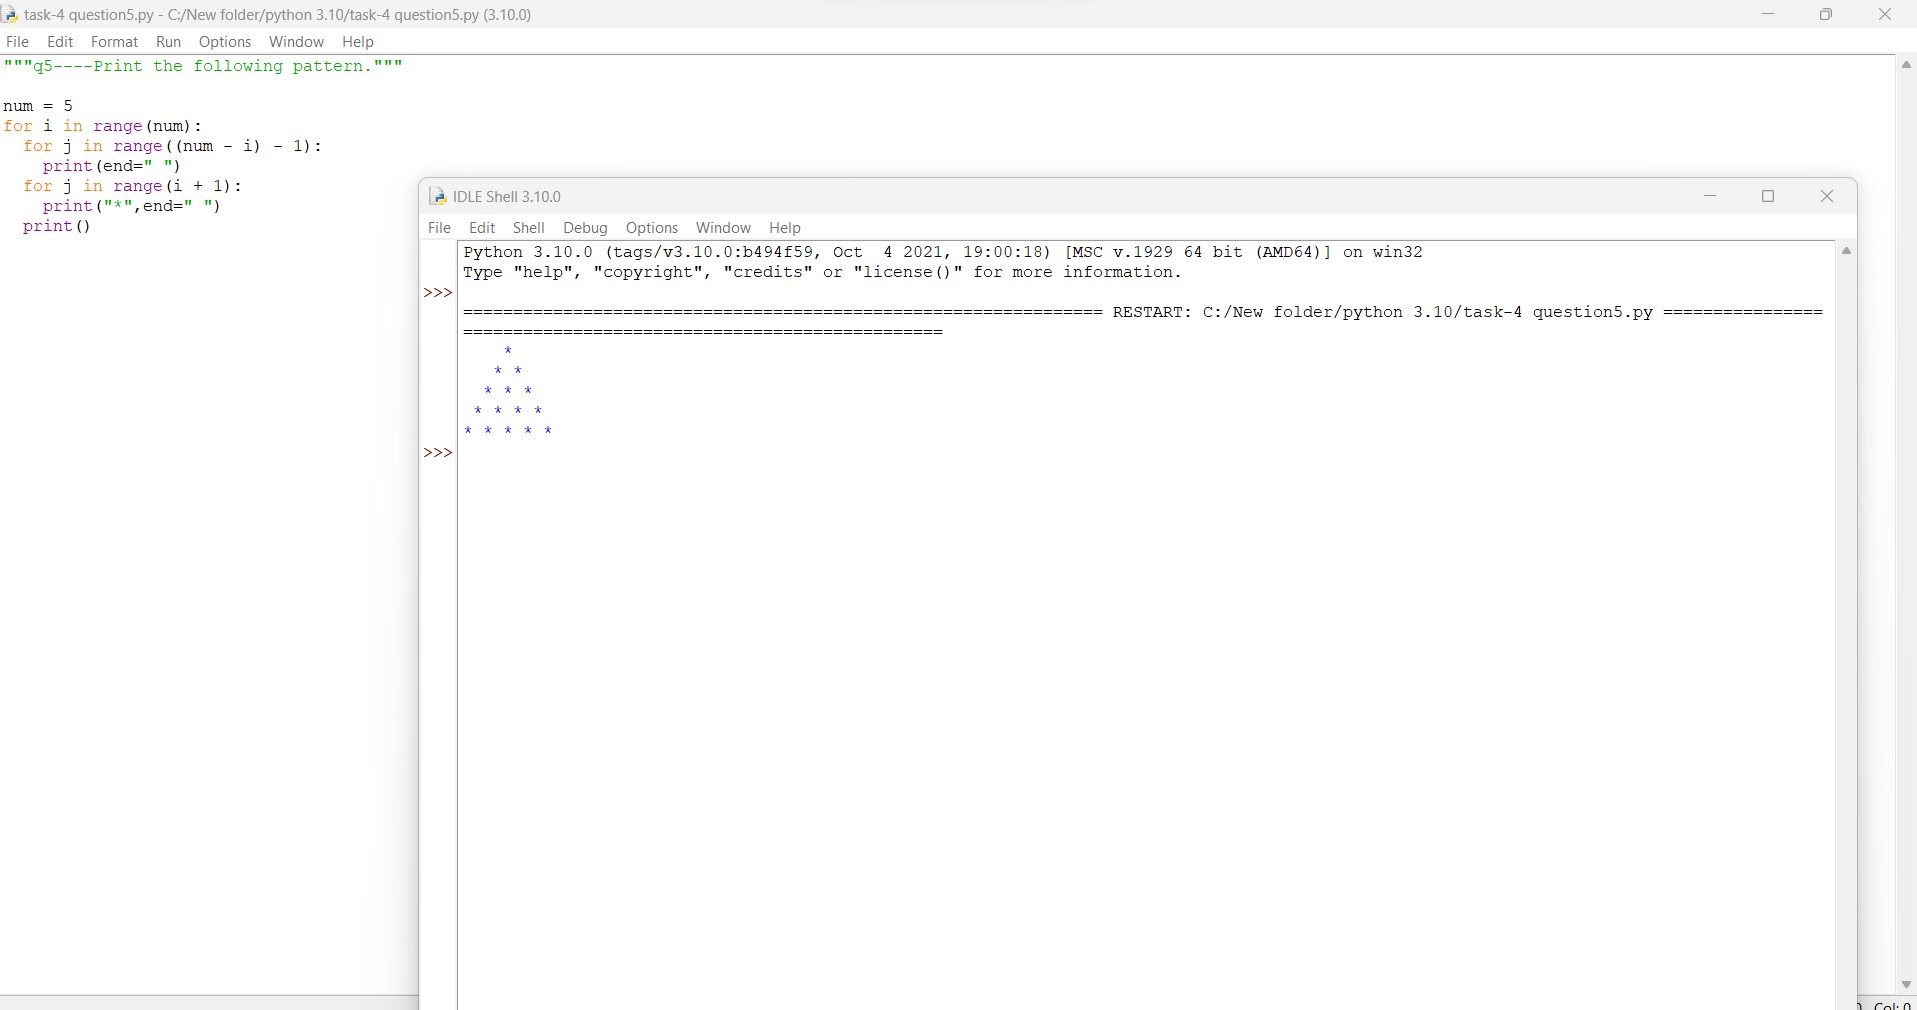 task-4 question5.py - C:/New folder/python 3.10/task-4 question5.py (3.10.0)
File Edit Format Run Options Window Help
"""q5----Print the following pattern."""
num = 5
for i in range(num):
  for j in range((num - i) - 1):
    print(end=" ")
  for j in range(i + 1):
    print("*",end=" ")
  print()
IDLE Shell 3.10.0
File Edit Shell Debug Options Window Help
Python 3.10.0 (tags/v3.10.0:b494f59, Oct  4 2021, 19:00:18) [MSC v.1929 64 bit (AMD64)] on win32
Type "help", "copyright", "credits" or "license()" for more information.
>>>
================================================================ RESTART: C:/New folder/python 3.10/task-4 question5.py ================
================================================
    *
   * *
  * * *
 * * * *
* * * * *
>>>
Col: 0